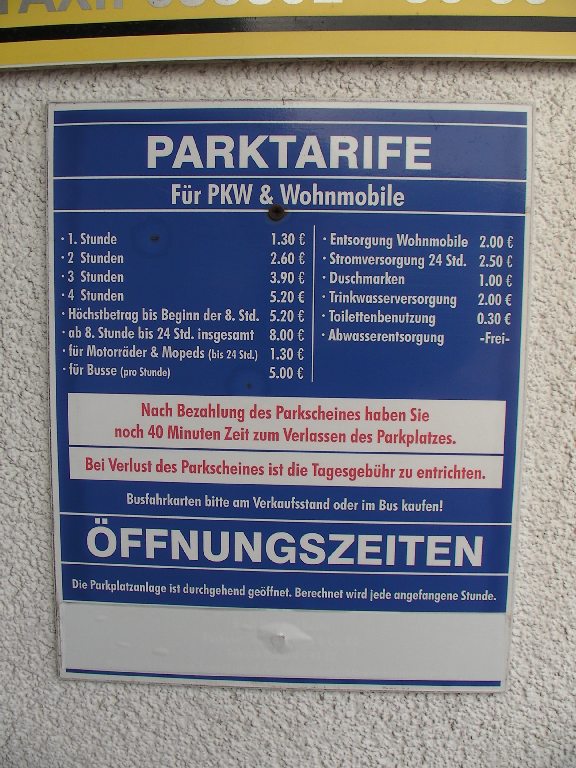 PARKTARIFE
Für PKW & Wohnmobile
· 1. Stunde 1.30 €
· 2 Stunden 2.60 €
· 3 Stunden 3.90 €
· 4 Stunden 5.20 €
· Höchstbetrag bis Beginn der 8. Std. 5.20 €
· ab 8. Stunde bis 24 Std. insgesamt 8.00 €
· für Motorräder & Mopeds (bis 24 Std.) 1.30 €
· für Busse (pro Stunde) 5.00 €
· Entsorgung Wohnmobile 2.00 €
· Stromversorgung 24 Std. 2.50 €
· Duschmarken 1.00 €
· Trinkwasserversorgung 2.00 €
· Toilettenbenutzung 0.30 €
· Abwasserentsorgung -Frei-
Nach Bezahlung des Parkscheines haben Sie
noch 40 Minuten Zeit zum Verlassen des Parkplatzes.
Bei Verlust des Parkscheines ist die Tagesgebühr zu entrichten.
Busfahrkarten bitte am Verkaufsstand oder im Bus kaufen!
ÖFFNUNGSZEITEN
Die Parkplatzanlage ist durchgehend geöffnet. Berechnet wird jede angefangene Stunde.